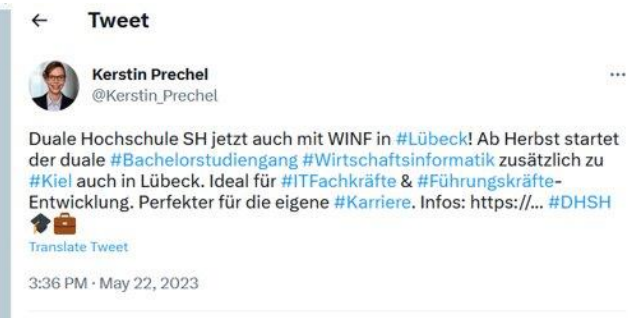 ← Tweet
Kerstin Prechel
@Kerstin_Prechel
Duale Hochschule SH jetzt auch mit WINF in #Lübeck! Ab Herbst startet
der duale #Bachelorstudiengang #Wirtschaftsinformatik zusätzlich zu
#Kiel auch in Lübeck. Ideal für #ITFachkräfte & #Führungskräfte-
Entwicklung. Perfekter für die eigene #Karriere. Infos: https://... #DHSH
🎓💼
Translate Tweet
3:36 PM · May 22, 2023